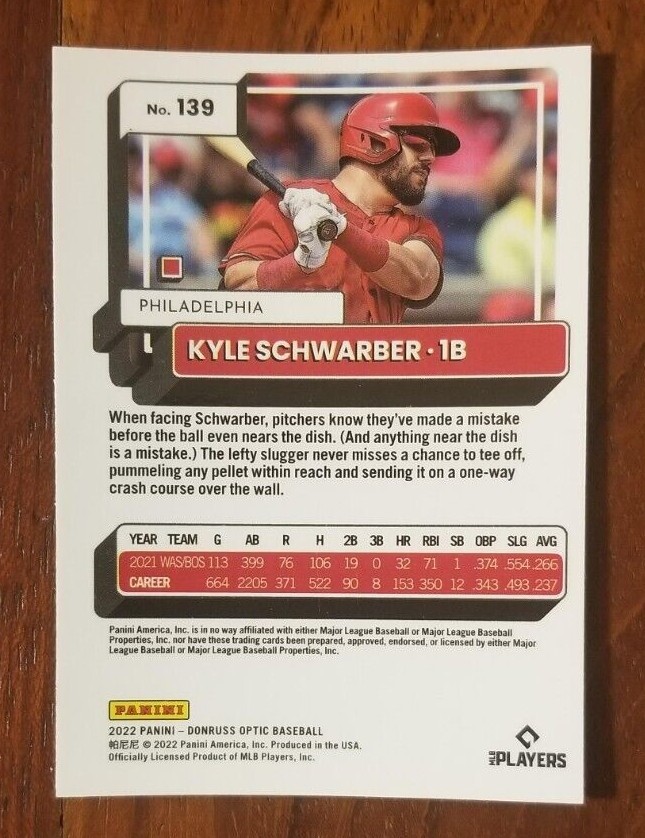 No. 139
PHILADELPHIA
KYLE SCHWARBER · 1B
When facing Schwarber, pitchers know they've made a mistake
before the ball even nears the dish. (And anything near the dish
is a mistake.) The lefty slugger never misses a chance to tee off,
pummeling any pellet within reach and sending it on a one-way
crash course over the wall.
YEAR TEAM G AB R H 2B 3B HR RBI SB OBP SLG AVG
2021 WAS/BOS 113 399 76 106 19 0 32 71 1 .374 .554 .266
CAREER 664 2205 371 522 90 8 153 350 12 .343 .493 .237
Panini America, Inc. is in no way affiliated with either Major League Baseball or Major League Baseball
Properties, Inc. nor have these trading cards been prepared, approved, endorsed, or licensed by either Major
League Baseball or Major League Baseball Properties, Inc.
PANINI
2022 PANINI – DONRUSS OPTIC BASEBALL
帕尼尼 © 2022 Panini America, Inc. Produced in the USA.
Officially Licensed Product of MLB Players, Inc.
MLB PLAYERS